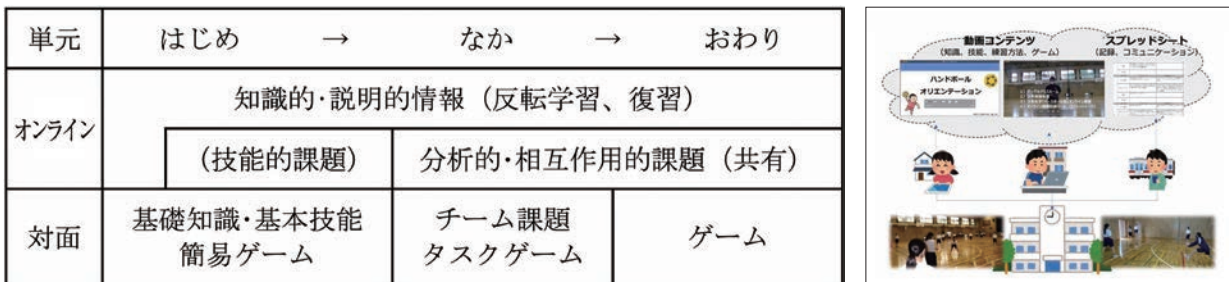 単元
はじめ → なか → おわり
オンライン
知識的・説明的情報（反転学習、復習）
（技能的課題）
分析的・相互作用的課題（共有）
対面
基礎知識・基本技能
簡易ゲーム
チーム課題
タスクゲーム
ゲーム
動画コンテンツ
（知識、技能、練習方法、ゲーム）
スプレッドシート
（記録、コミュニケーション）
ハンドボール
オリエンテーション